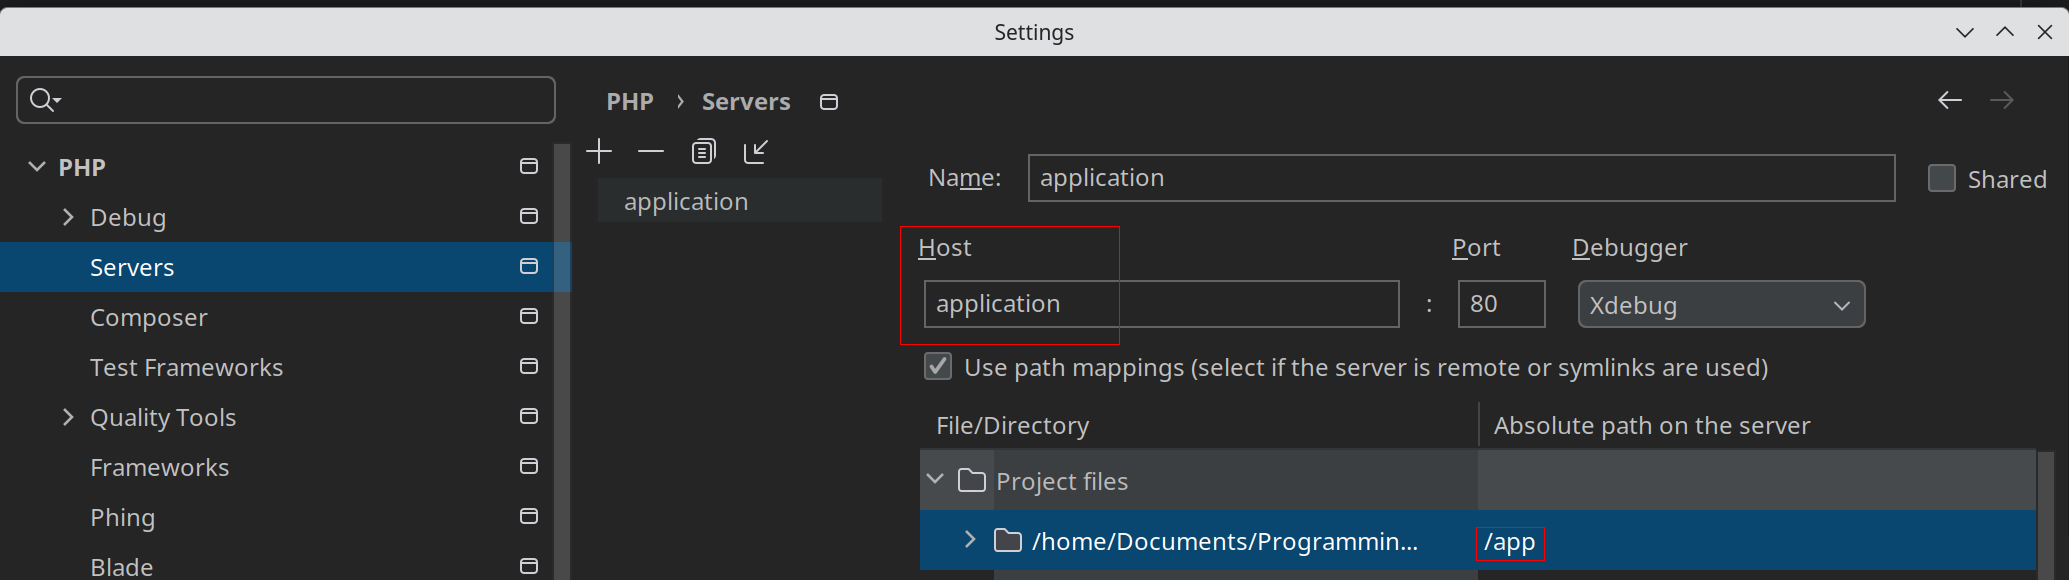 Settings
PHP
Debug
Servers
Composer
Test Frameworks
Quality Tools
Frameworks
Phing
Blade
PHP › Servers
application
Name: application Shared
Host Port Debugger
application : 80 Xdebug
Use path mappings (select if the server is remote or symlinks are used)
File/Directory Absolute path on the server
Project files
/home/Documents/Programmin... /app